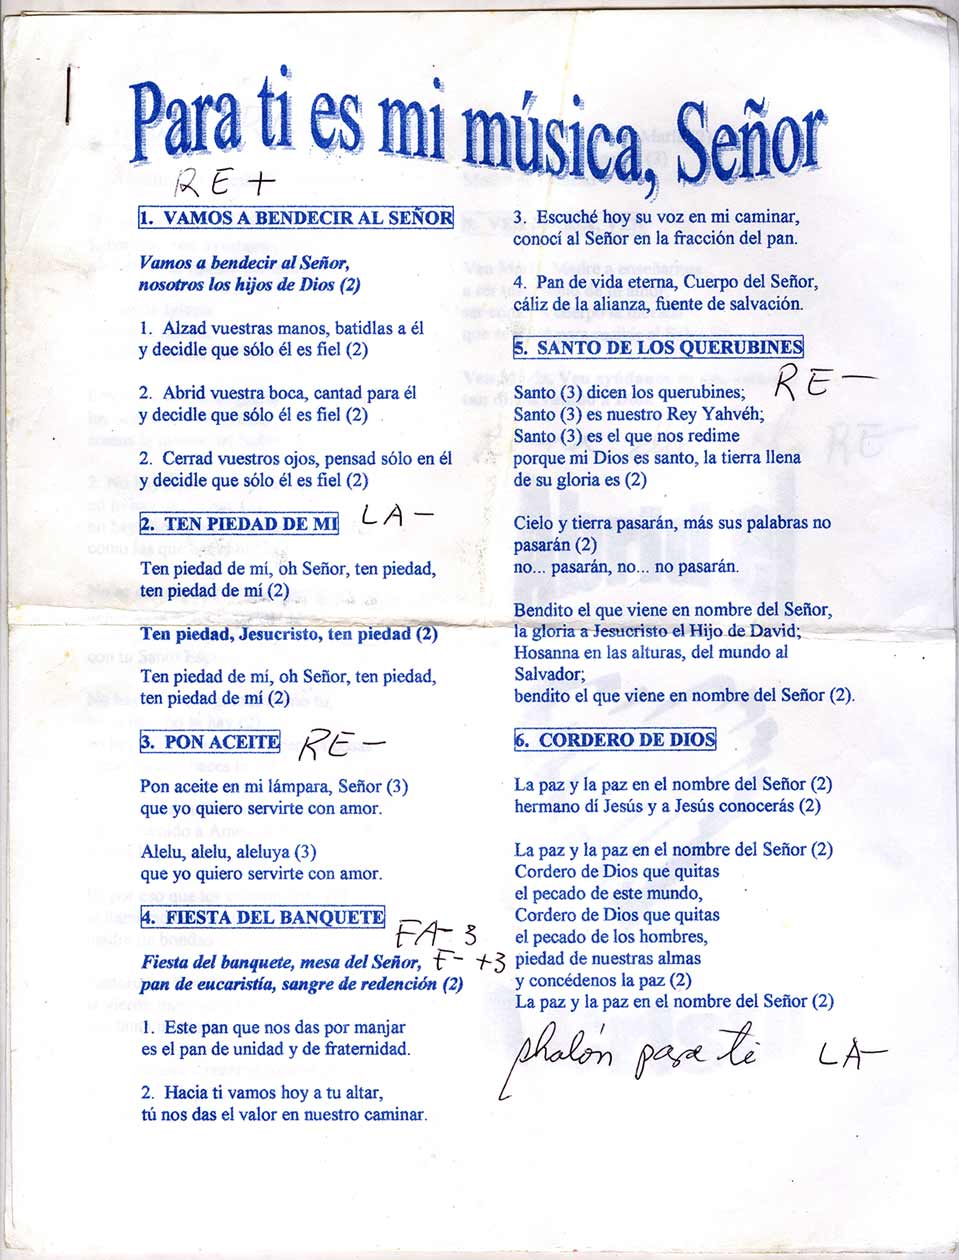 Para ti es mi música, Señor
RE+
1. VAMOS A BENDECIR AL SEÑOR
Vamos a bendecir al Señor,
nosotros los hijos de Dios (2)
1. Alzad vuestras manos, batidlas a él
y decidle que sólo él es fiel (2)
2. Abrid vuestra boca, cantad para él
y decidle que sólo él es fiel (2)
2. Cerrad vuestros ojos, pensad sólo en él
y decidle que sólo él es fiel (2)
2. TEN PIEDAD DE MI LA-
Ten piedad de mí, oh Señor, ten piedad,
ten piedad de mí (2)
Ten piedad, Jesucristo, ten piedad (2)
Ten piedad de mí, oh Señor, ten piedad,
ten piedad de mí (2)
3. PON ACEITE RE-
Pon aceite en mi lámpara, Señor (3)
que yo quiero servirte con amor.
Alelu, alelu, aleluya (3)
que yo quiero servirte con amor.
4. FIESTA DEL BANQUETE FA-3
Fiesta del banquete, mesa del Señor, F-+3
pan de eucaristía, sangre de redención (2)
1. Este pan que nos das por manjar
es el pan de unidad y de fraternidad.
2. Hacia ti vamos hoy a tu altar,
tú nos das el valor en nuestro caminar.
3. Escuché hoy su voz en mi caminar,
conocí al Señor en la fracción del pan.
4. Pan de vida eterna, Cuerpo del Señor,
cáliz de la alianza, fuente de salvación.
5. SANTO DE LOS QUERUBINES
RE-
Santo (3) dicen los querubines;
Santo (3) es nuestro Rey Yahvéh;
Santo (3) es el que nos redime
porque mi Dios es santo, la tierra llena
de su gloria es (2)
Cielo y tierra pasarán, más sus palabras no
pasarán (2)
no... pasarán, no... no pasarán.
Bendito el que viene en nombre del Señor,
la gloria a Jesucristo el Hijo de David;
Hosanna en las alturas, del mundo al
Salvador;
bendito el que viene en nombre del Señor (2).
6. CORDERO DE DIOS
La paz y la paz en el nombre del Señor (2)
hermano dí Jesús y a Jesús conocerás (2)
La paz y la paz en el nombre del Señor (2)
Cordero de Dios que quitas
el pecado de este mundo,
Cordero de Dios que quitas
el pecado de los hombres,
piedad de nuestras almas
y concédenos la paz (2)
La paz y la paz en el nombre del Señor (2)
para ti LA-